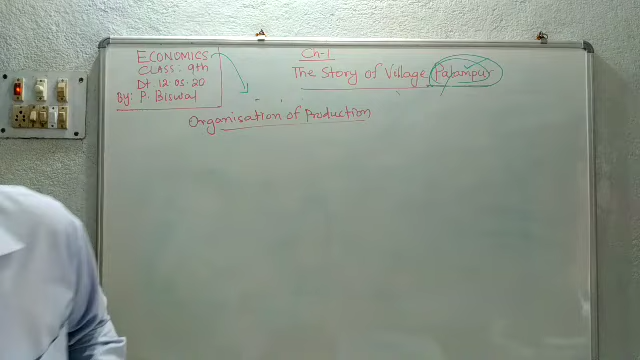 ECONOMICS
CLASS - 9th
Dt 12.05.20
By: P. Biswal
Ch-1
The Story of Village Palampur
Organisation of Production